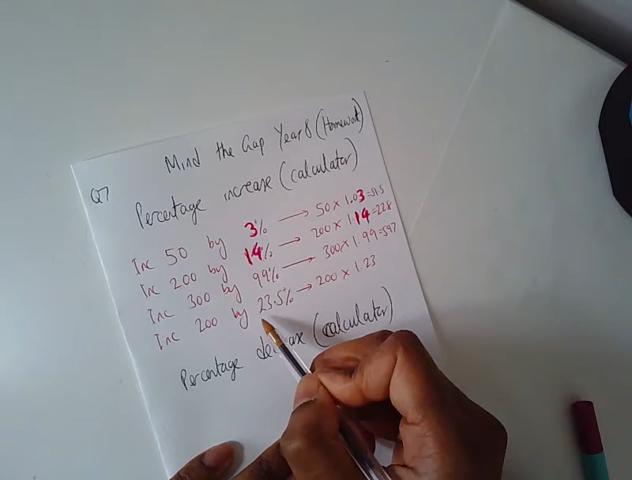 Mind the Gap Year 8 (Homework)
Q7
Percentage increase (calculator)
Inc 50 by 3% → 50 x 1.03 = 51.5
Inc 200 by 14% → 200 x 1.14 = 228
Inc 300 by 99% → 300 x 1.99 = 597
Inc 200 by 23.5% → 200 x 1.23
Percentage (calculator)